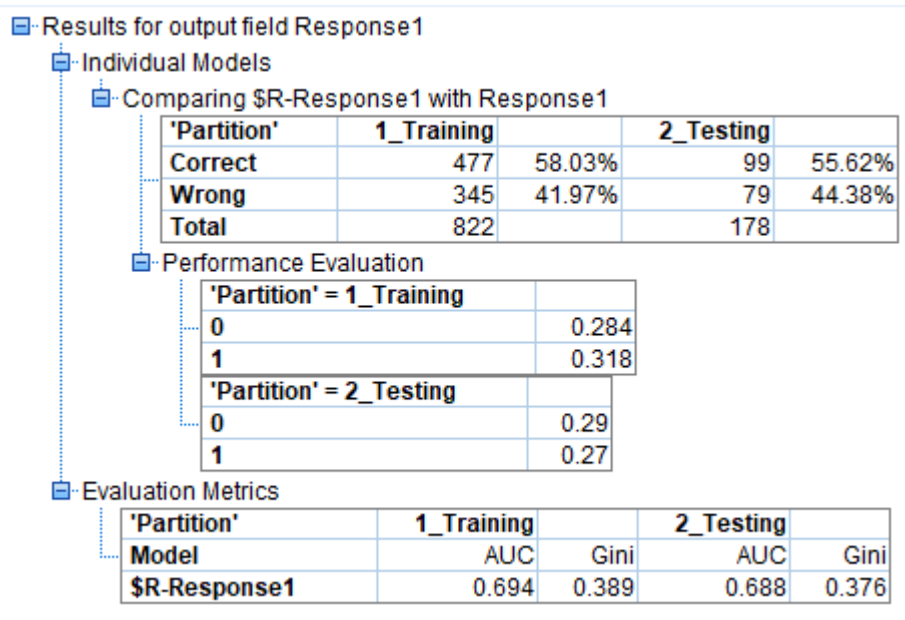 Results for output field Response1
Individual Models
Comparing $R-Response1 with Response1
'Partition' 1_Training 2_Testing
Correct 477 58.03% 99 55.62%
Wrong 345 41.97% 79 44.38%
Total 822 178
Performance Evaluation
'Partition' = 1_Training
0 0.284
1 0.318
'Partition' = 2_Testing
0 0.29
1 0.27
Evaluation Metrics
'Partition' 1_Training 2_Testing
Model AUC Gini AUC Gini
$R-Response1 0.694 0.389 0.688 0.376